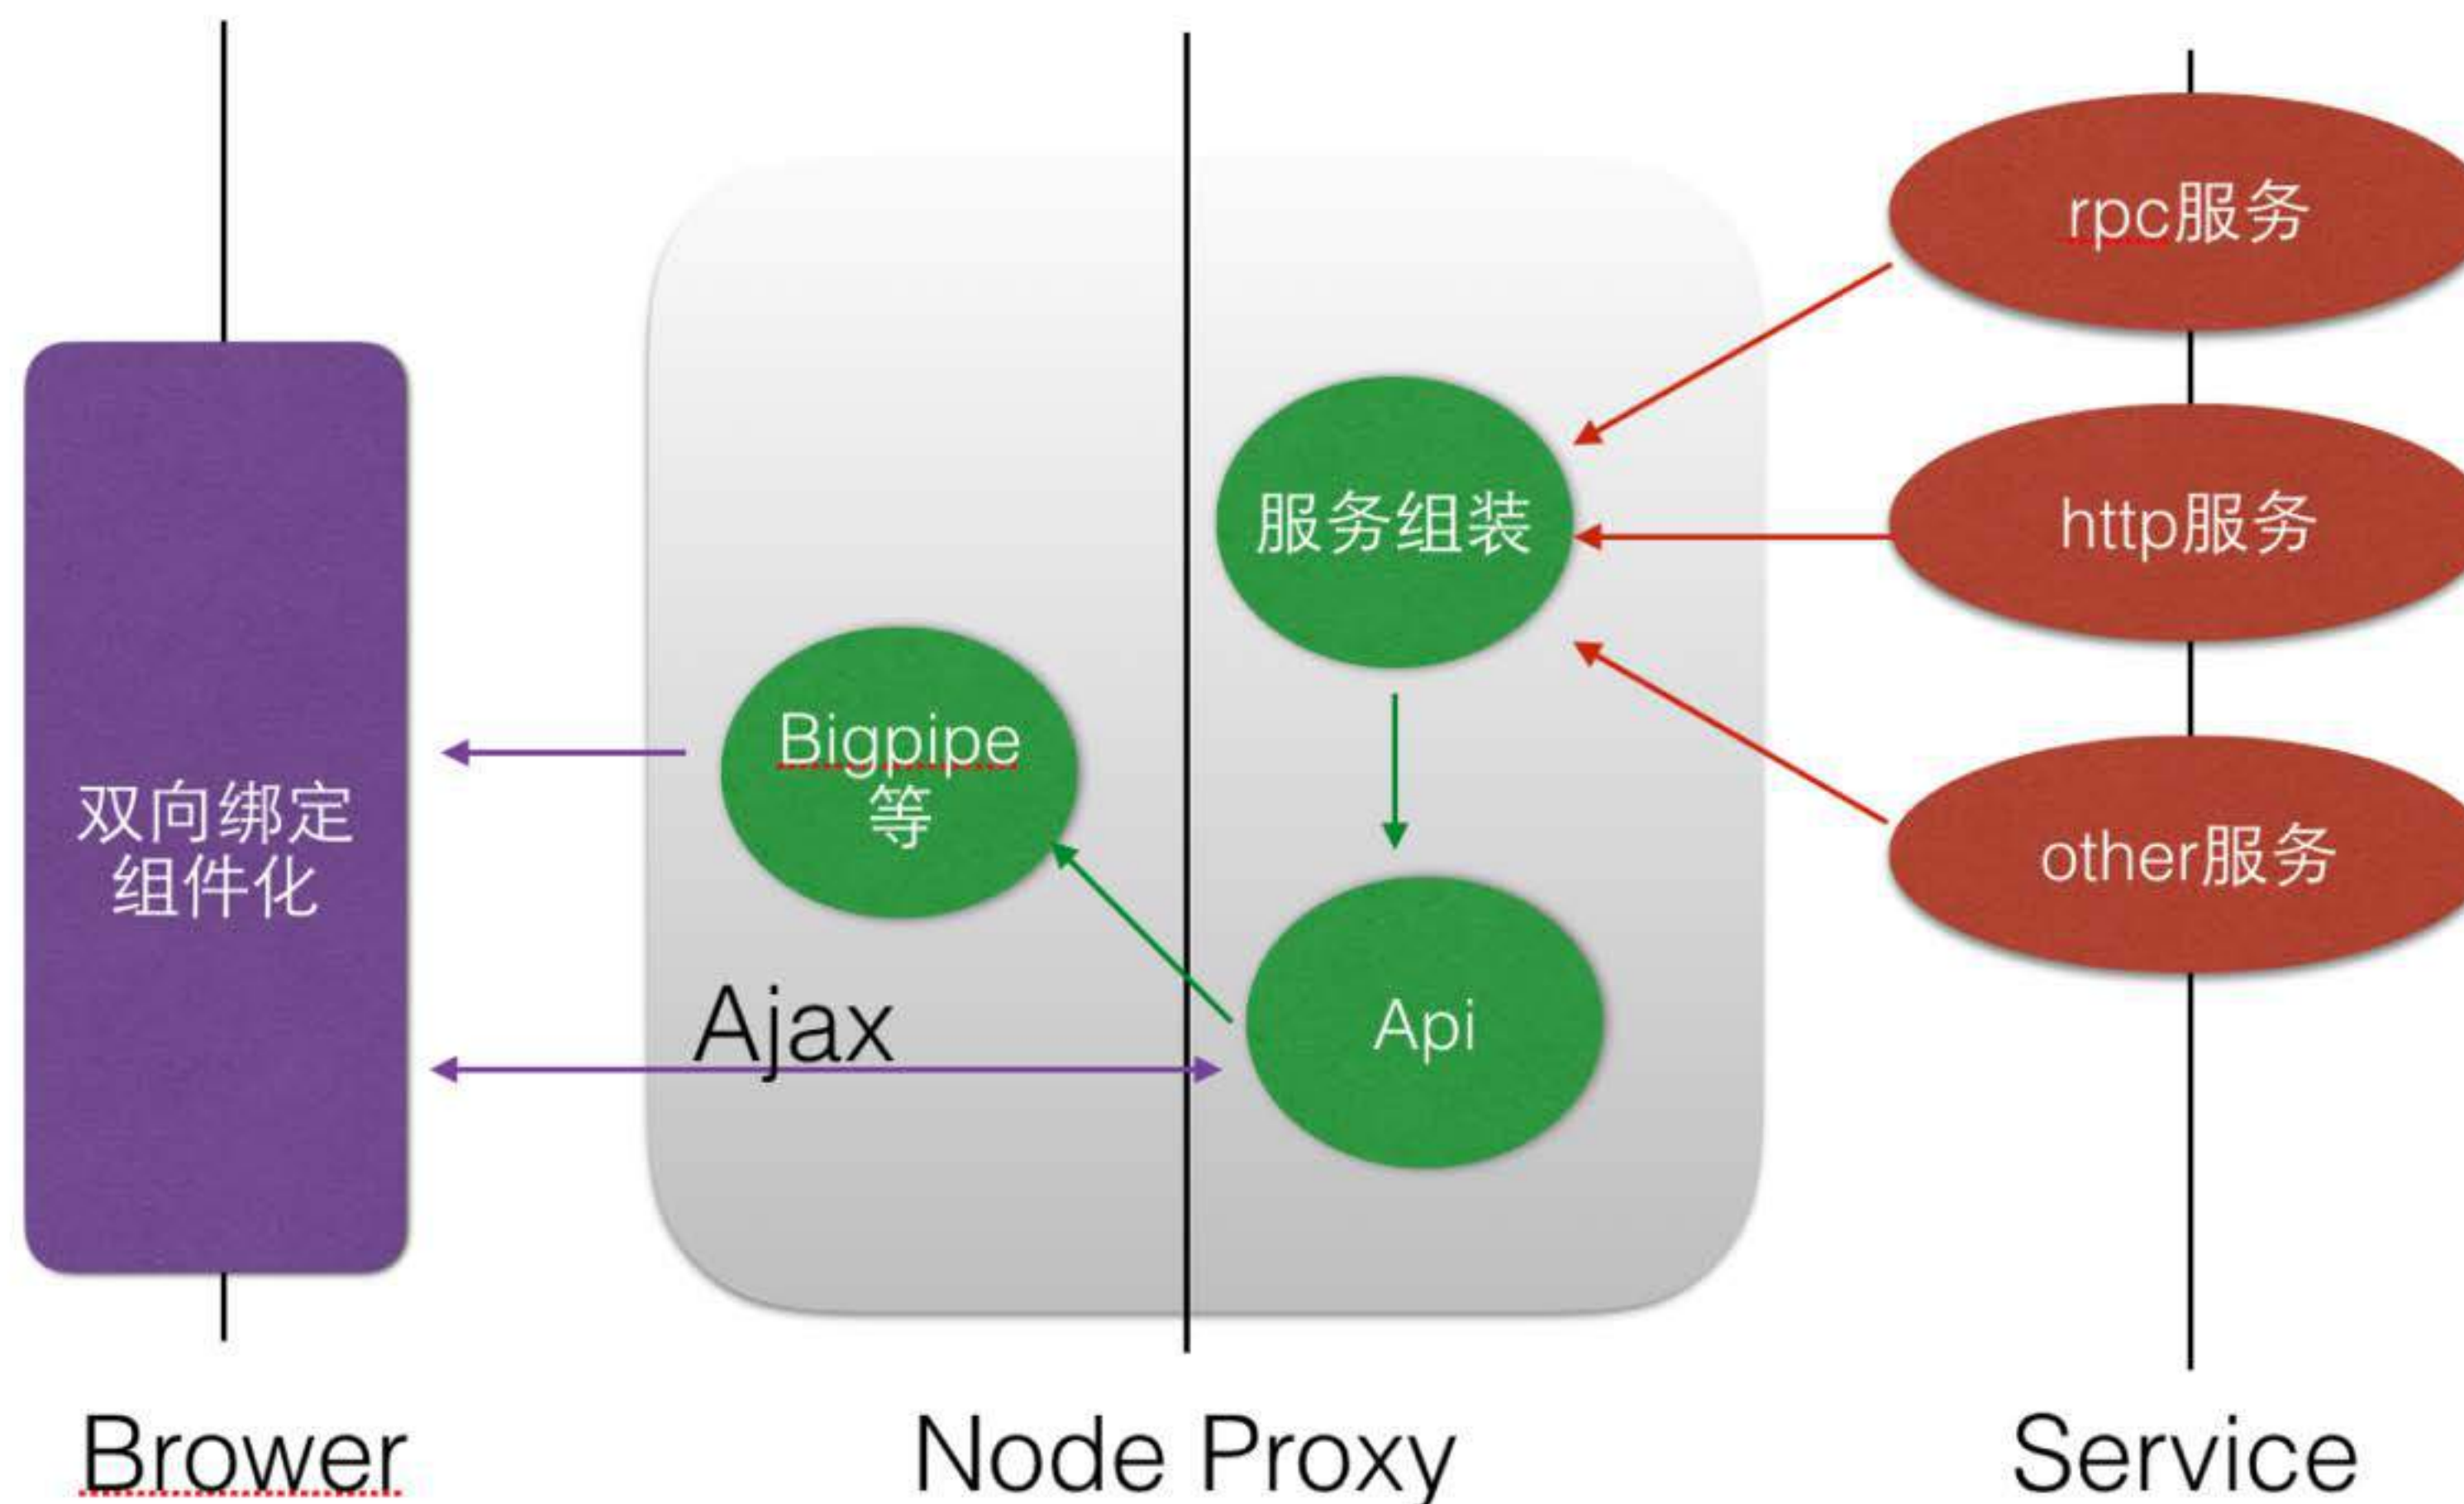 rpc服务
http服务
服务组装
Bigpipe
等
双向绑定
组件化
other服务
Ajax
Api
Brower
Node Proxy
Service